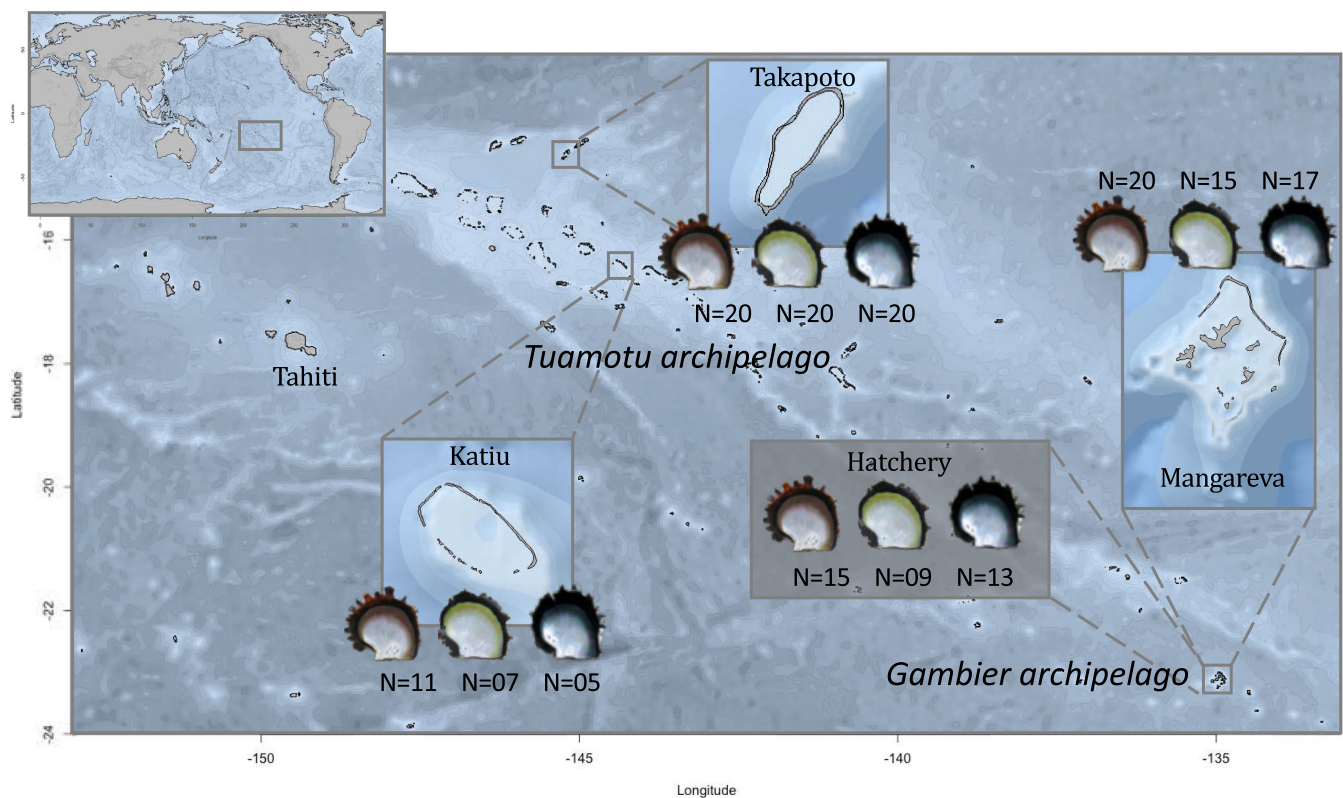 Takapoto
N=20 N=15 N=17
-16
N=20 N=20 N=20
Tuamotu archipelago
-18
Tahiti
Latitude
Katiu
Hatchery
Mangareva
-20
N=15 N=09 N=13
-22
Gambier archipelago
N=11 N=07 N=05
-24
-150 -145 -140 -135
Longitude